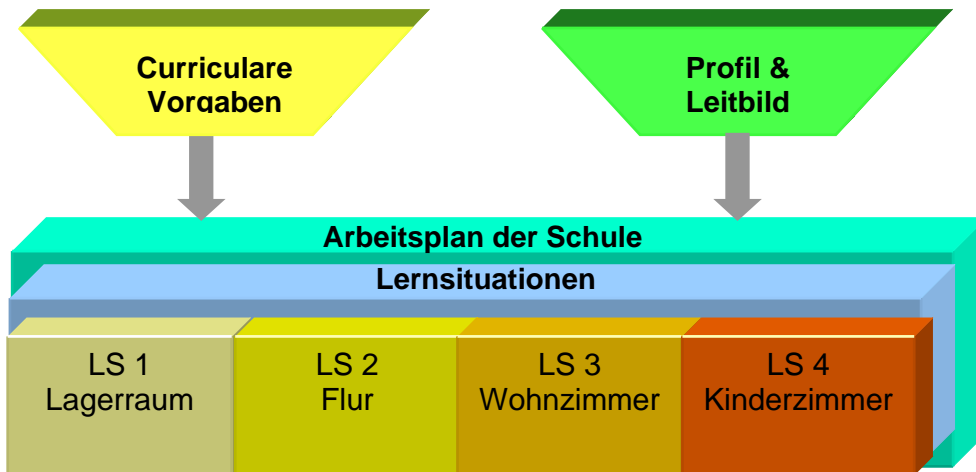 Curriculare
Vorgaben
Profil &
Leitbild
Arbeitsplan der Schule
Lernsituationen
LS 1
Lagerraum
LS 2
Flur
LS 3
Wohnzimmer
LS 4
Kinderzimmer